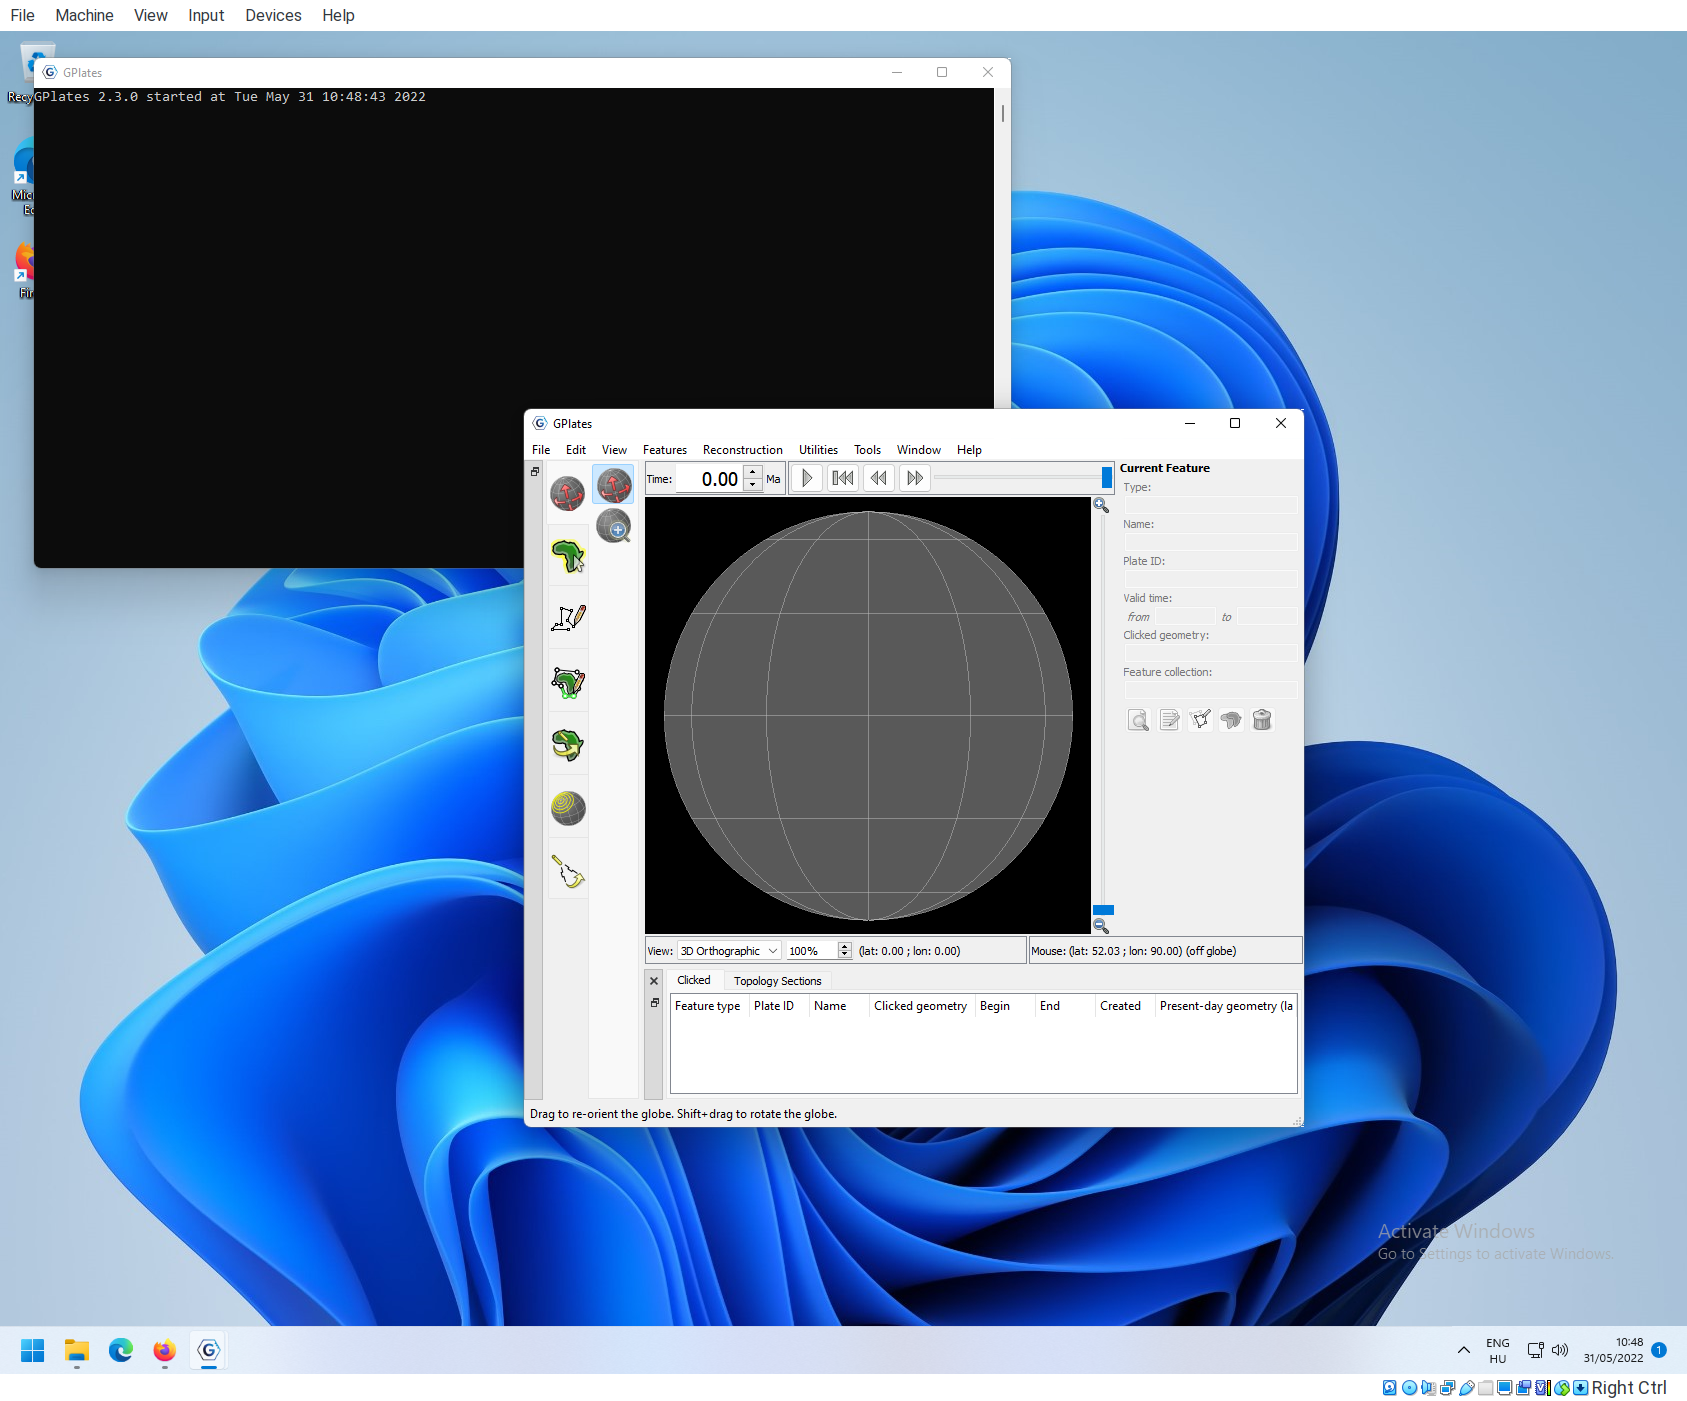 File Machine View Input Devices Help
GPlates
GPlates 2.3.0 started at Tue May 31 10:48:43 2022
GPlates
File Edit View Features Reconstruction Utilities Tools Window Help
Time: 0.00 Ma
Current Feature
Type:
Name:
Plate ID:
Valid time:
from to
Clicked geometry:
Feature collection:
View: 3D Orthographic 100% (lat: 0.00 ; lon: 0.00) Mouse: (lat: 52.03 ; lon: 90.00) (off globe)
Clicked Topology Sections
Feature type Plate ID Name Clicked geometry Begin End Created Present-day geometry (la
Drag to re-orient the globe. Shift+drag to rotate the globe.
Activate Windows
Go to Settings to activate Windows.
ENG
HU
10:48
31/05/2022
1
Right Ctrl